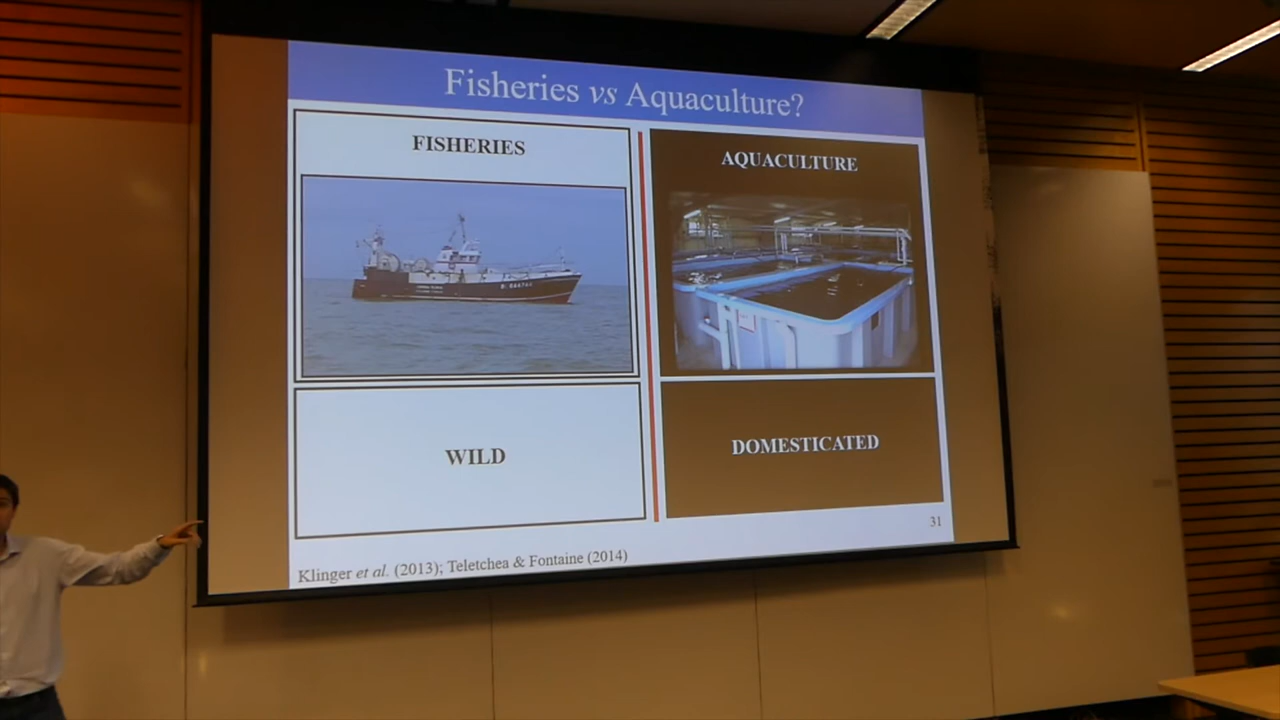 Fisheries vs Aquaculture?
FISHERIES
AQUACULTURE
WILD
DOMESTICATED
31
Klinger et al. (2013); Teletchea & Fontaine (2014)